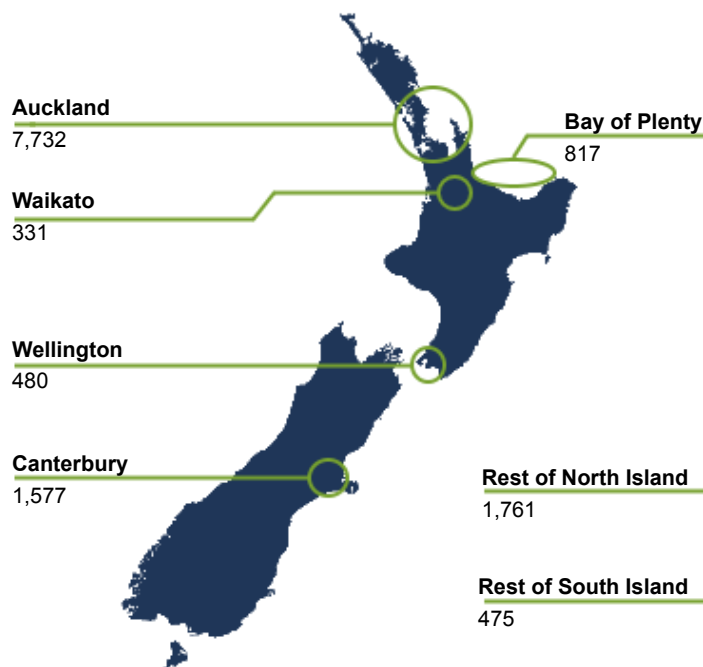 Auckland
7,732
Bay of Plenty
817
Waikato
331
Wellington
480
Canterbury
1,577
Rest of North Island
1,761
Rest of South Island
475